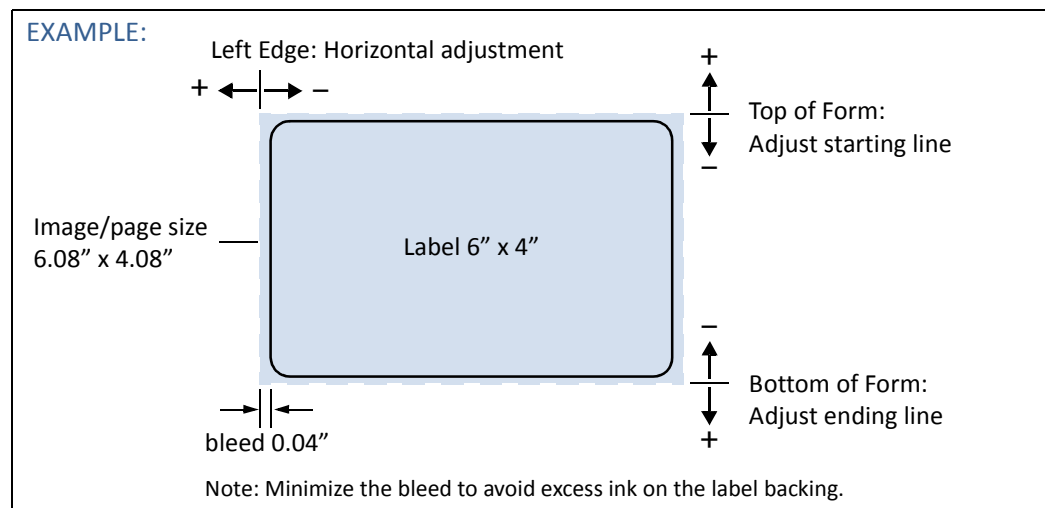 EXAMPLE:
Left Edge: Horizontal adjustment
+ –
+
Top of Form:
Adjust starting line
–
Image/page size
6.08” x 4.08”
Label 6” x 4”
–
Bottom of Form:
Adjust ending line
+
bleed 0.04”
Note: Minimize the bleed to avoid excess ink on the label backing.